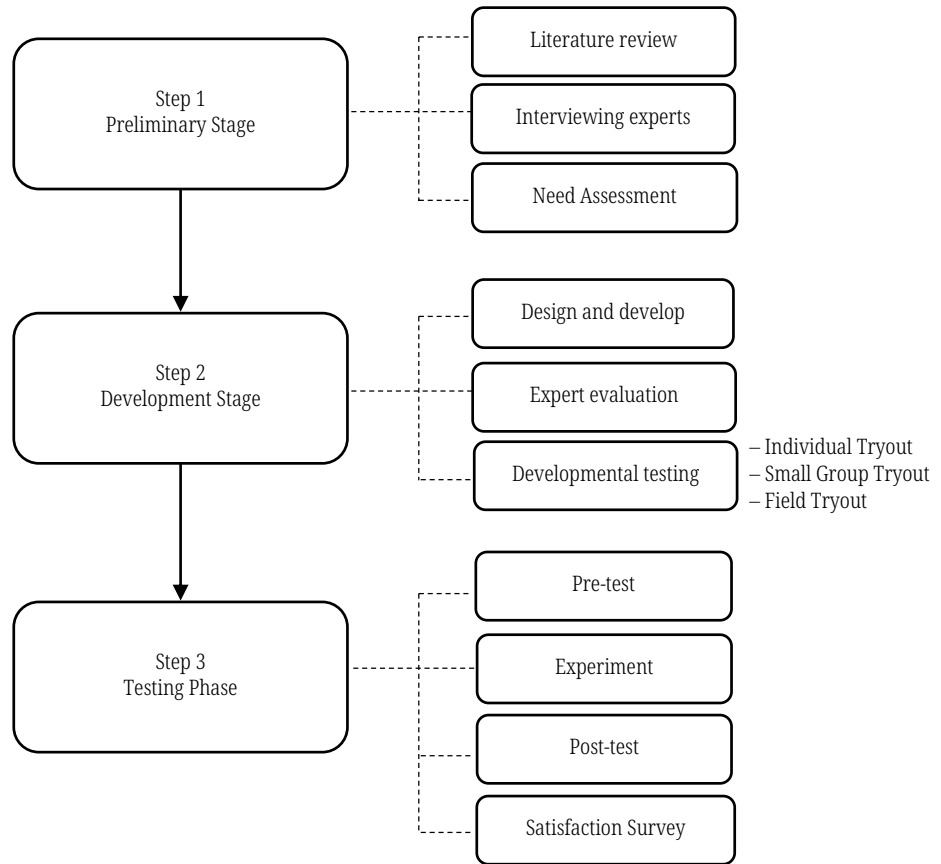 Step 1
Preliminary Stage
Literature review
Interviewing experts
Need Assessment
Step 2
Development Stage
Design and develop
Expert evaluation
Developmental testing
– Individual Tryout
– Small Group Tryout
– Field Tryout
Step 3
Testing Phase
Pre-test
Experiment
Post-test
Satisfaction Survey